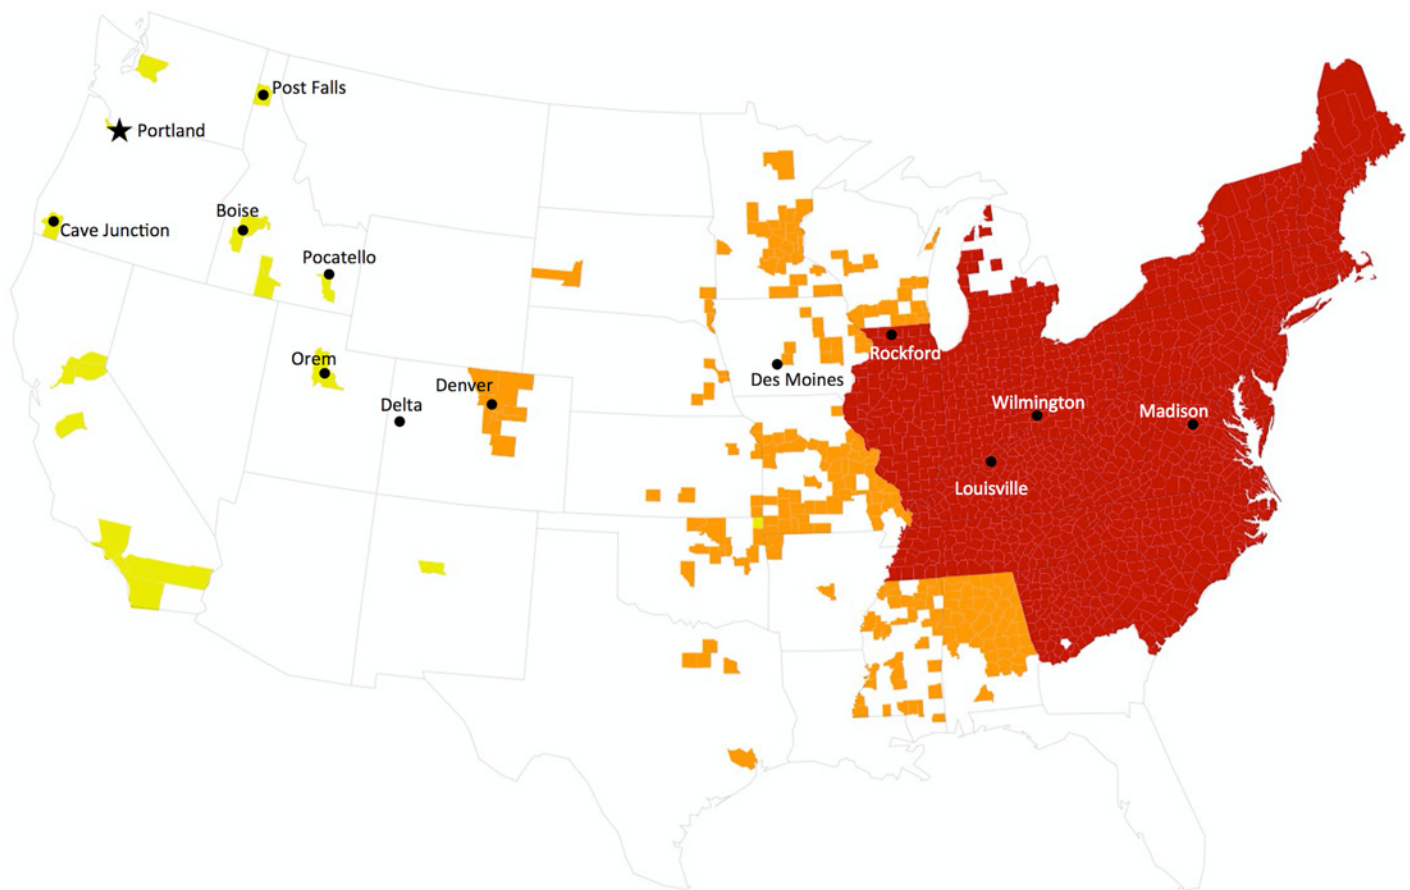 Post Falls
Portland
Boise
Cave Junction
Pocatello
Rockford
Orem
Des Moines
Denver
Delta
Wilmington
Madison
Louisville